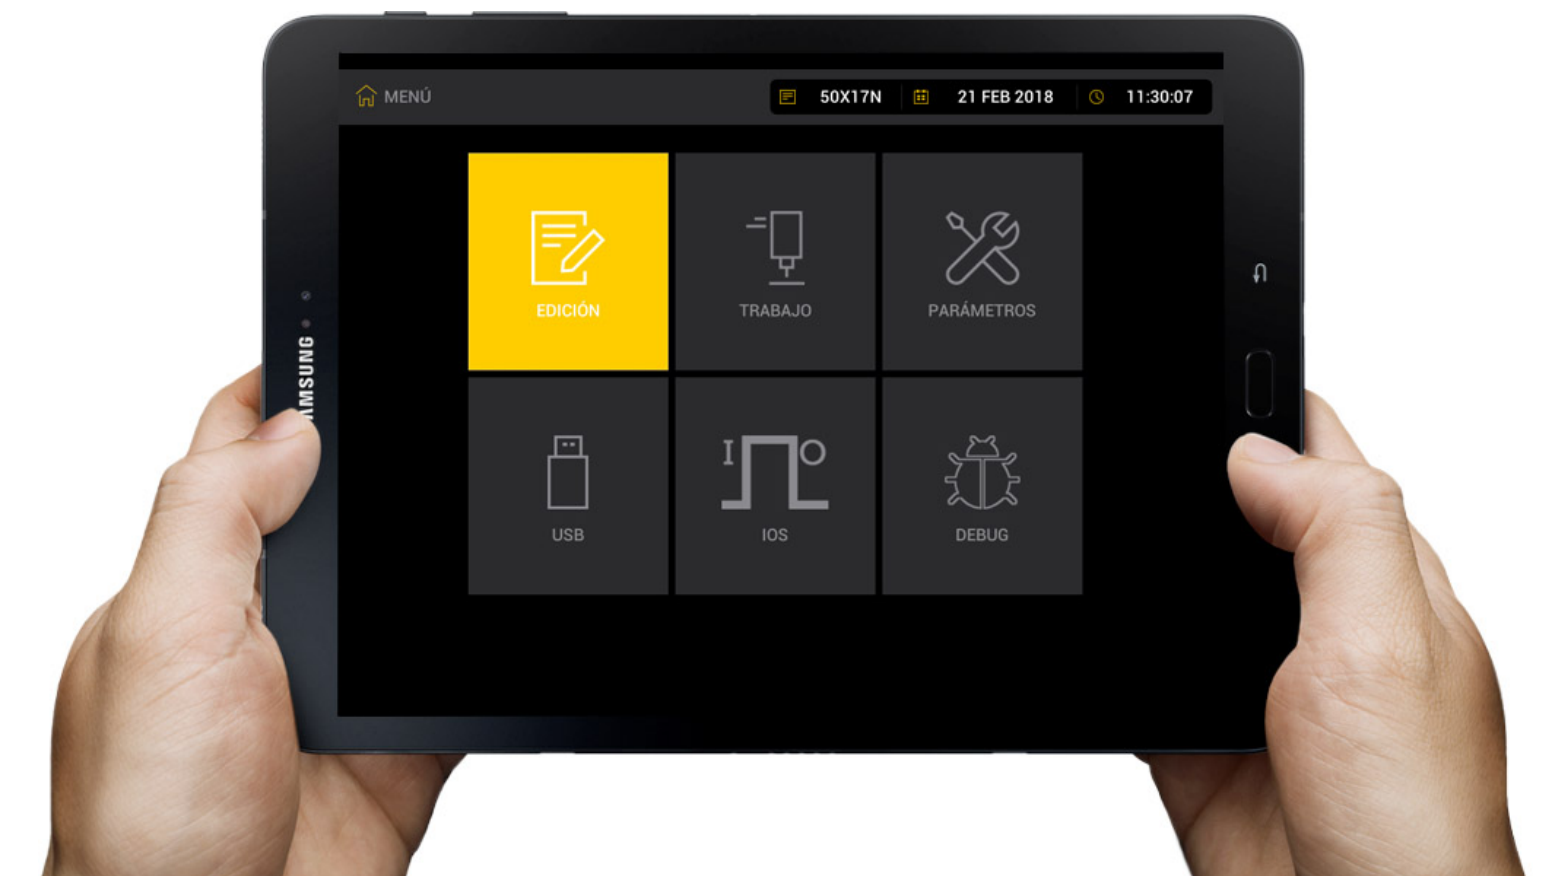 MENÚ
50X17N
21 FEB 2018
11:30:07
EDICIÓN
TRABAJO
PARÁMETROS
USB
I O
IOS
DEBUG
AMSUNG